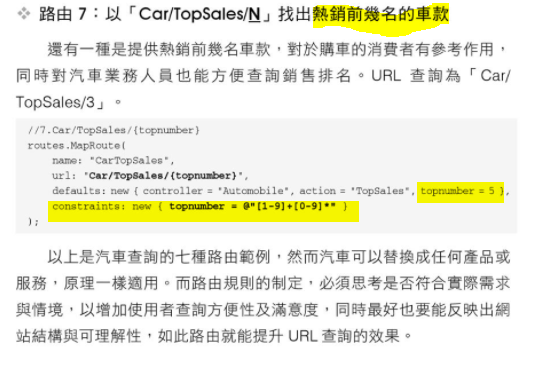 ❖ 路由 7：以「Car/TopSales/N」找出熱銷前幾名的車款
還有一種是提供熱銷前幾名車款，對於購車的消費者有參考作用，
同時對汽車業務人員也能方便查詢銷售排名。URL 查詢為「Car/
TopSales/3」。
//7.Car/TopSales/{topnumber}
routes.MapRoute(
name: "CarTopSales",
url: "Car/TopSales/{topnumber}",
defaults: new { controller = "Automobile", action = "TopSales", topnumber = 5 },
constraints: new { topnumber = @"[1-9]+[0-9]*" }
);
以上是汽車查詢的七種路由範例，然而汽車可以替換成任何產品或
服務，原理一樣適用。而路由規則的制定，必須思考是否符合實際需求
與情境，以增加使用者查詢方便性及滿意度，同時最好也要能反映出網
站結構與可理解性，如此路由就能提升 URL 查詢的效果。